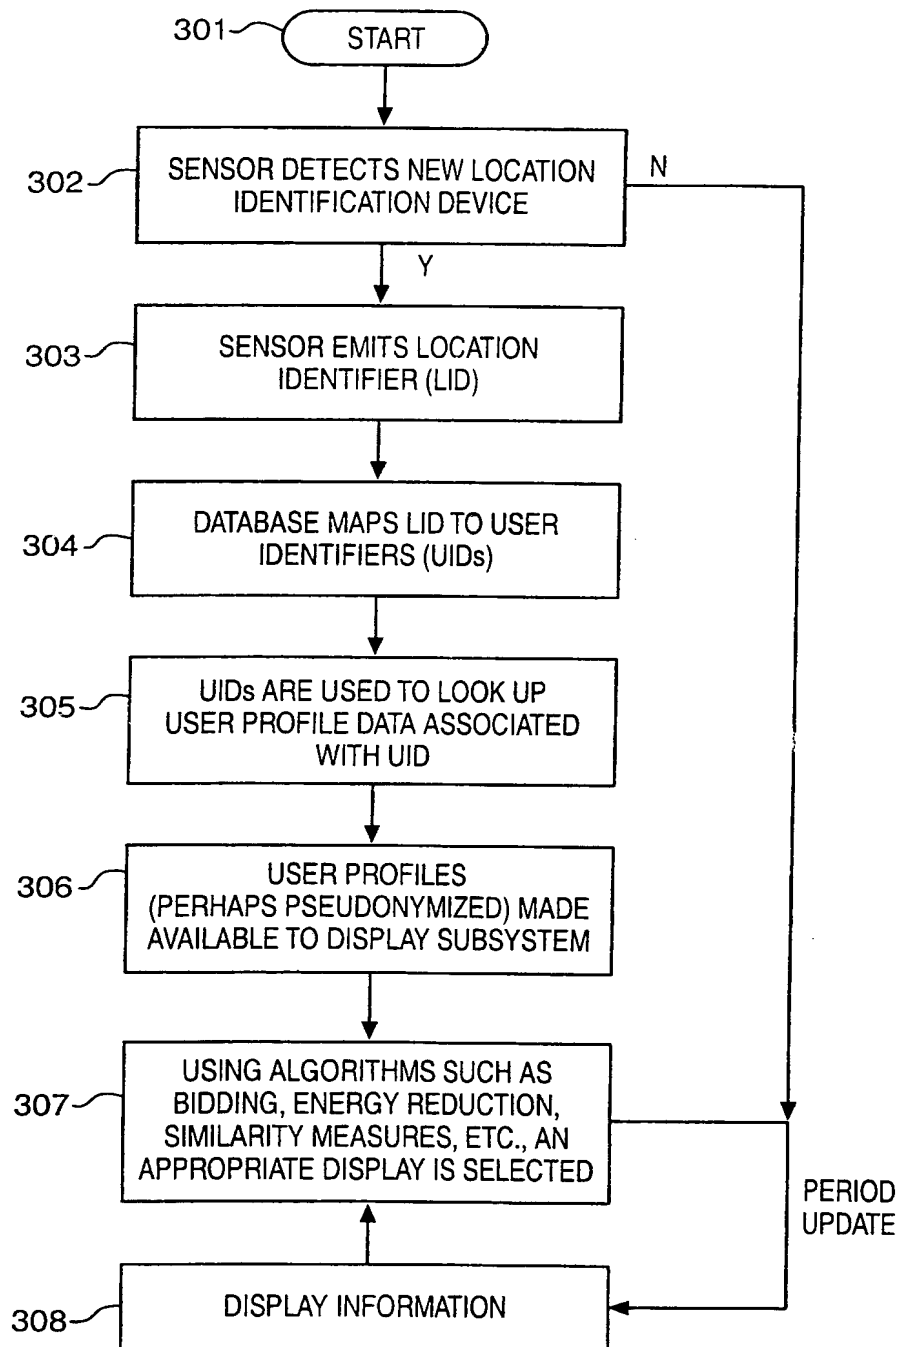 301
START
302
SENSOR DETECTS NEW LOCATION
IDENTIFICATION DEVICE
N
Y
303
SENSOR EMITS LOCATION
IDENTIFIER (LID)
304
DATABASE MAPS LID TO USER
IDENTIFIERS (UIDs)
305
UIDs ARE USED TO LOOK UP
USER PROFILE DATA ASSOCIATED
WITH UID
306
USER PROFILES
(PERHAPS PSEUDONYMIZED) MADE
AVAILABLE TO DISPLAY SUBSYSTEM
307
USING ALGORITHMS SUCH AS
BIDDING, ENERGY REDUCTION,
SIMILARITY MEASURES, ETC., AN
APPROPRIATE DISPLAY IS SELECTED
PERIOD
UPDATE
308
DISPLAY INFORMATION